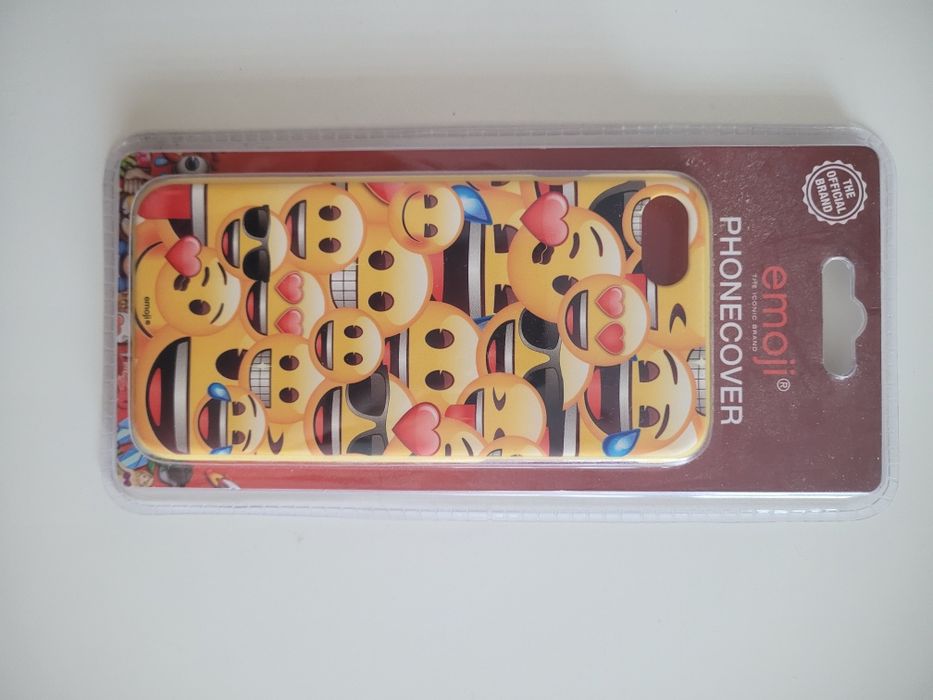 THE
OFFICIAL
BRAND
emoji®
THE ICONIC BRAND
PHONECOVER
emoji®